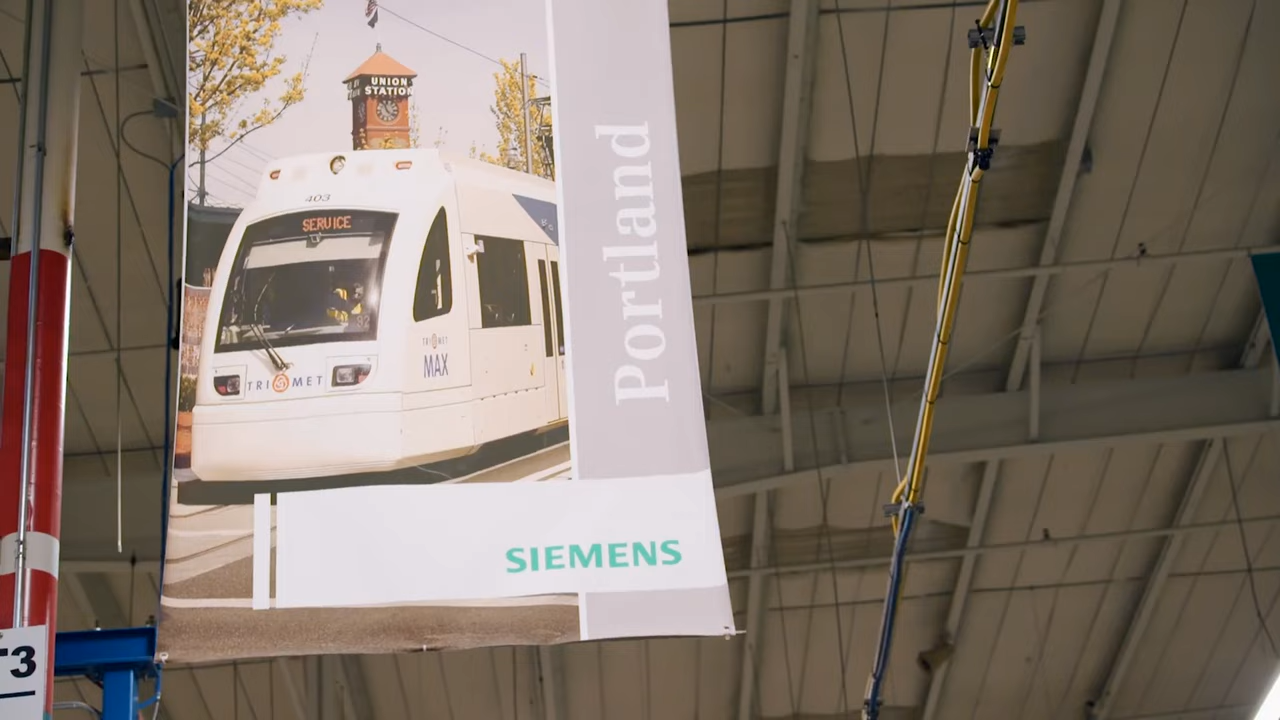 UNION
STATION
403
SERVICE
TRIMET
MAX
TRIMET
Portland
SIEMENS
T3